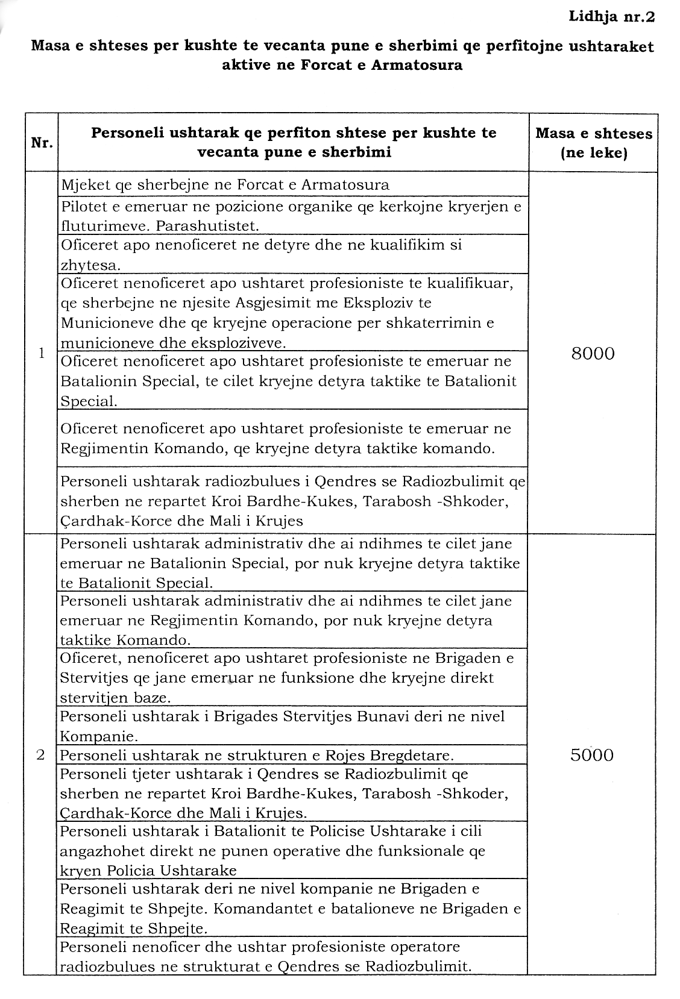 Lidhja nr.2
Masa e shteses per kushte te vecanta pune e sherbimi qe perfitojne ushtaraket
aktive ne Forcat e Armatosura
Nr.
Personeli ushtarak qe perfiton shtese per kushte te
vecanta pune e sherbimi
Masa e shteses
(ne leke)
1
Mjeket qe sherbejne ne Forcat e Armatosura
Pilotet e emeruar ne pozicione organike qe kerkojne kryerjen e
fluturimeve. Parashutistet.
Oficeret apo nenoficeret ne detyre dhe ne kualifikim si
zhytesa.
Oficeret nenoficeret apo ushtaret profesioniste te kualifikuar,
qe sherbejne ne njesite Asgjesimit me Eksploziv te
Municioneve dhe qe kryejne operacione per shkaterrimin e
municioneve dhe eksploziveve.
Oficeret nenoficeret apo ushtaret profesioniste te emeruar ne
Batalionin Special, te cilet kryejne detyra taktike te Batalionit
Special.
Oficeret nenoficeret apo ushtaret profesioniste te emeruar ne
Regjimentin Komando, qe kryejne detyra taktike komando.
Personeli ushtarak radiozbulues i Qendres se Radiozbulimit qe
sherben ne repartet Kroi Bardhe-Kukes, Tarabosh -Shkoder,
Çardhak-Korce dhe Mali i Krujes
8000
2
Personeli ushtarak administrativ dhe ai ndihmes te cilet jane
emeruar ne Batalionin Special, por nuk kryejne detyra taktike
te Batalionit Special.
Personeli ushtarak administrativ dhe ai ndihmes te cilet jane
emeruar ne Regjimentin Komando, por nuk kryejne detyra
taktike Komando.
Oficeret, nenoficeret apo ushtaret profesioniste ne Brigaden e
Stervitjes qe jane emeruar ne funksione dhe kryejne direkt
stervitjen baze.
Personeli ushtarak i Brigades Stervitjes Bunavi deri ne nivel
Kompanie.
Personeli ushtarak ne strukturen e Rojes Bregdetare.
Personeli tjeter ushtarak i Qendres se Radiozbulimit qe
sherben ne repartet Kroi Bardhe-Kukes, Tarabosh -Shkoder,
Çardhak-Korce dhe Mali i Krujes.
Personeli ushtarak i Batalionit te Policise Ushtarake i cili
angazhohet direkt ne punen operative dhe funksionale qe
kryen Policia Ushtarake
Personeli ushtarak deri ne nivel kompanie ne Brigaden e
Reagimit te Shpejte. Komandantet e batalioneve ne Brigaden e
Reagimit te Shpejte.
Personeli nenoficer dhe ushtar profesioniste operatore
radiozbulues ne strukturat e Qendres se Radiozbulimit.
5000